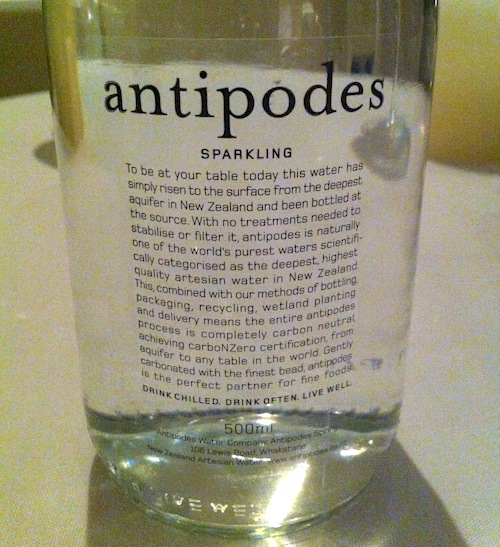 antipodes
SPARKLING
To be at your table today this water has
simply risen to the surface from the deepest
aquifer in New Zealand and been bottled at
the source. With no treatments needed to
stabilise or filter it, antipodes is naturally
one of the world's purest waters scientifi-
cally categorised as the deepest, highest
quality artesian water in New Zealand.
This, combined with our methods of bottling,
packaging, recycling, wetland planting
and delivery means the entire antipodes
process is completely carbon neutral,
achieving carboNZero certification, from
aquifer to any table in the world. Gently
carbonated with the finest bead, antipodes
is the perfect partner for fine foods.
DRINK CHILLED. DRINK OFTEN. LIVE WELL.
500ml
Antipodes Water Company, Antipodes Spring
106 Lewis Road, Whakatane
New Zealand Artesian Water. www.antipodes.co.nz
LIVE WELL